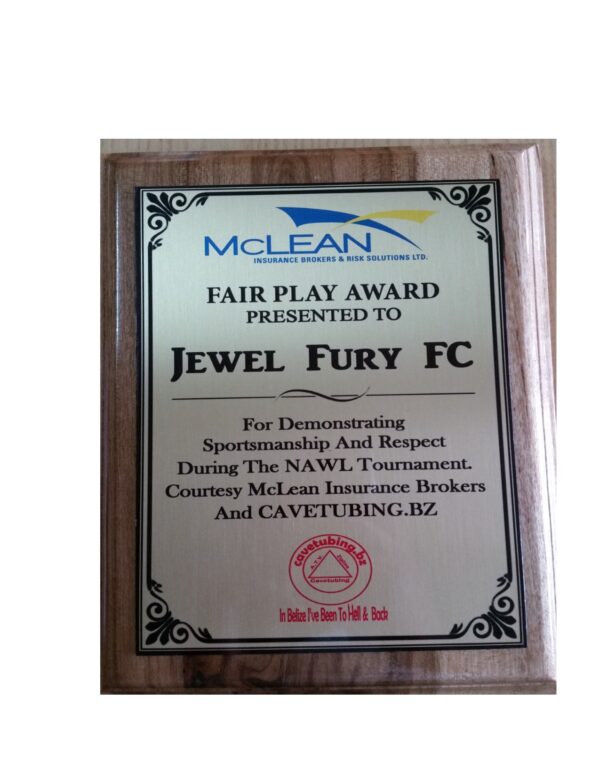 McLEAN
INSURANCE BROKERS & RISK SOLUTIONS LTD.
FAIR PLAY AWARD
PRESENTED TO
JEWEL FURY FC
For Demonstrating
Sportsmanship And Respect
During The NAWL Tournament.
Courtesy McLean Insurance Brokers
And CAVETUBING.BZ
cavetubing.bz
A.T.V. Zipline
Cavetubing
In Belize I've Been To Hell & Back